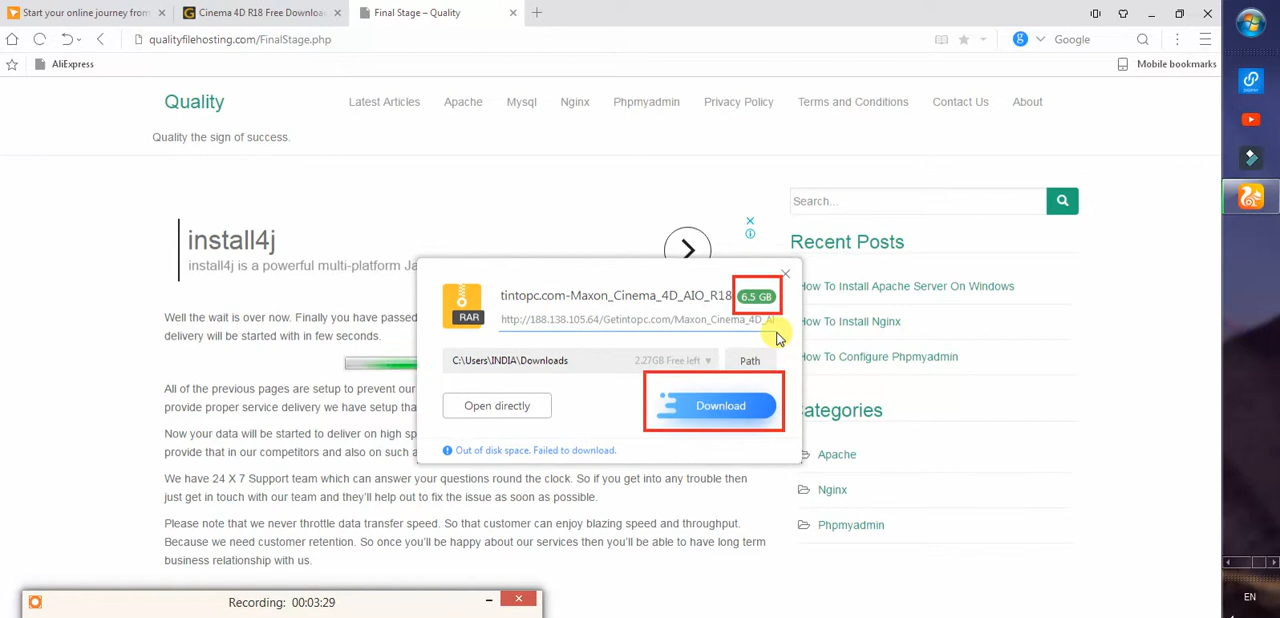 Start your online journey from
Cinema 4D R18 Free Downloa
Final Stage – Quality
qualityfilehosting.com/FinalStage.php
Google
AliExpress
Mobile bookmarks
Quality
Latest Articles
Apache
Mysql
Nginx
Phpmyadmin
Privacy Policy
Terms and Conditions
Contact Us
About
Quality the sign of success.
install4j
install4j is a powerful multi-platform Ja
Search...
Recent Posts
How To Install Apache Server On Windows
How To Install Nginx
How To Configure Phpmyadmin
Categories
Apache
Nginx
Phpmyadmin
Well the wait is over now. Finally you have passed
delivery will be started with in few seconds.
All of the previous pages are setup to prevent our
provide proper service delivery we have setup tha
Now your data will be started to deliver on high sp
provide that in our competitors and also on such a
We have 24 X 7 Support team which can answer your questions round the clock. So if you get into any trouble then
just get in touch with our team and they'll help out to fix the issue as soon as possible.
Please note that we never throttle data transfer speed. So that customer can enjoy blazing speed and throughput.
Because we need customer retention. So once you'll be happy about our services then you'll be able to have long term
business relationship with us.
RAR
tintopc.com-Maxon_Cinema_4D_AIO_R18
6.5 GB
http://188.138.105.64/Getintopc.com/Maxon_Cinema_4D_AI
C:\Users\INDIA\Downloads
2.27GB Free left
Path
Open directly
Download
Out of disk space. Failed to download.
Recording: 00:03:29
EN